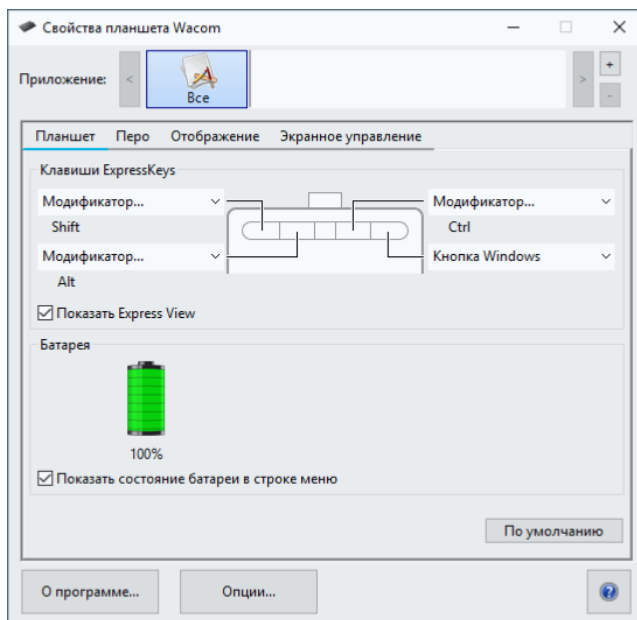 Свойства планшета Wacom
Приложение:
<
Все
>
+
-
Планшет Перо Отображение Экранное управление
Клавиши ExpressKeys
Модификатор... Модификатор...
Shift Ctrl
Модификатор... Кнопка Windows
Alt
Показать Express View
Батарея
100%
Показать состояние батареи в строке меню
По умолчанию
О программе... Опции... ?